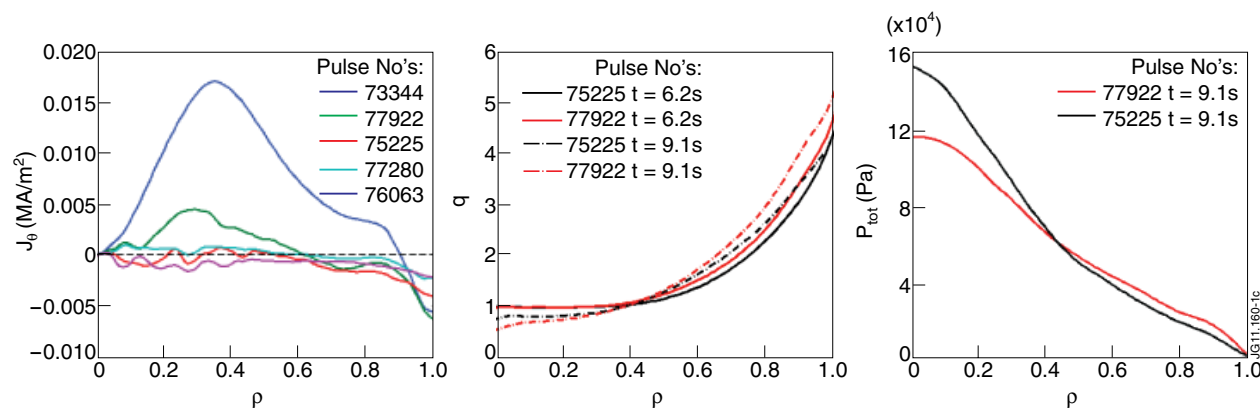 0.020
0.015
0.010
0.005
0
−0.005
−0.010
J_θ (MA/m²)
0 0.2 0.4 0.6 0.8 1.0
ρ
Pulse No's:
73344
77922
75225
77280
76063
6
5
4
3
2
1
0
q
0 0.2 0.4 0.6 0.8 1.0
ρ
Pulse No's:
75225 t = 6.2s
77922 t = 6.2s
75225 t = 9.1s
77922 t = 9.1s
(x10⁴)
16
12
8
4
0
P_tot (Pa)
0 0.2 0.4 0.6 0.8 1.0
ρ
Pulse No's:
77922 t = 9.1s
75225 t = 9.1s
JG11.160-1c